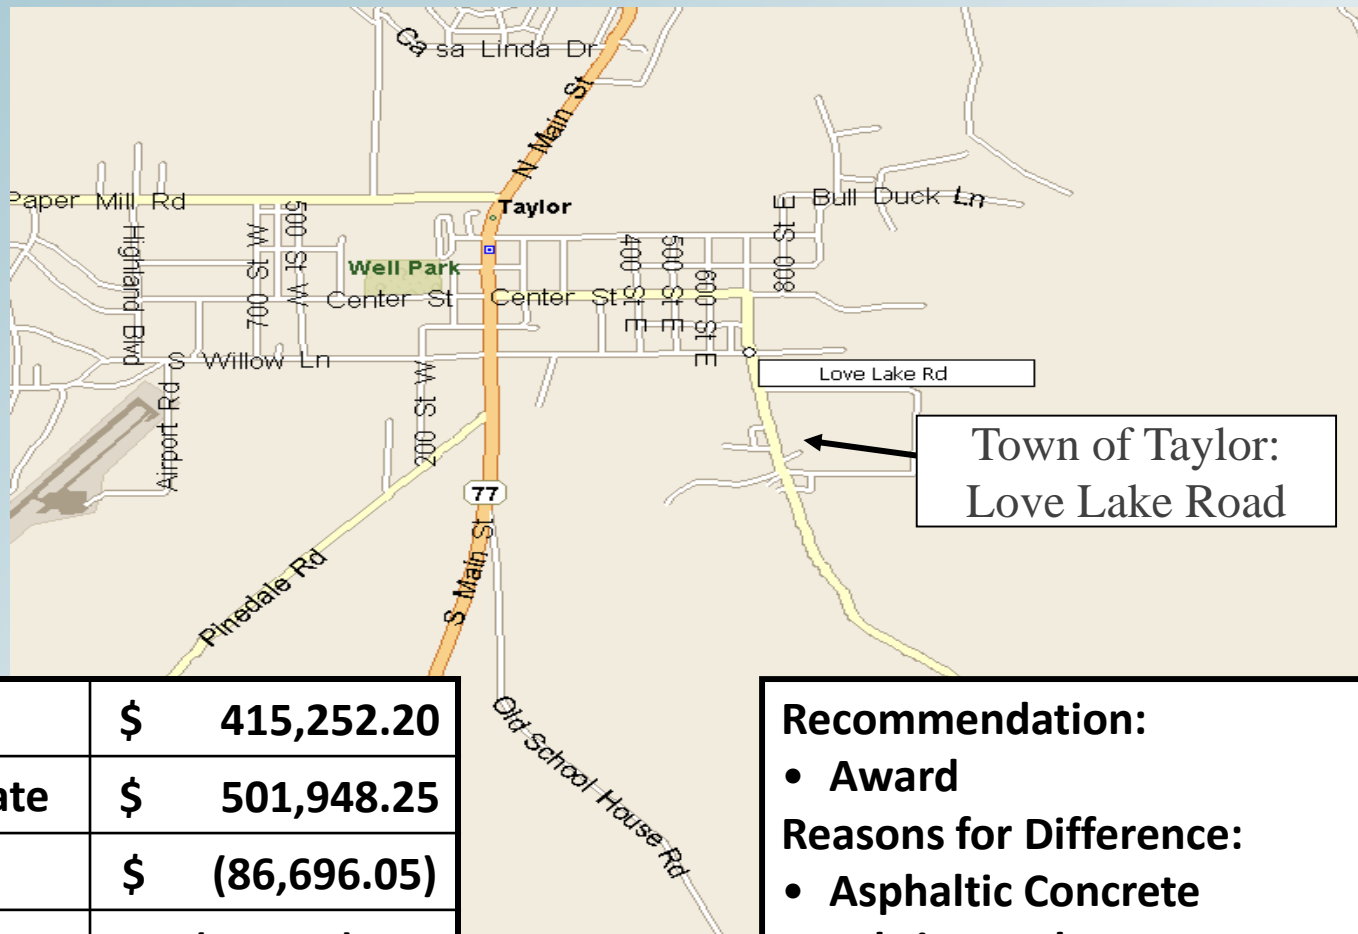 Ca sa Linda Dr
N Main St
Paper Mill Rd
Taylor
Bull Duck Ln
Highland Blvd
700 St W
500 St W
Well Park
400 St E
500 St E
600 St E
800 St E
Center St
Center St
S Willow Ln
Love Lake Rd
Airport Rd
200 St W
Town of Taylor:
Love Lake Road
77
Pinedale Rd
S Main St
Old School House Rd
$ 415,252.20
$ 501,948.25
$ (86,696.05)
Recommendation:
• Award
Reasons for Difference:
• Asphaltic Concrete